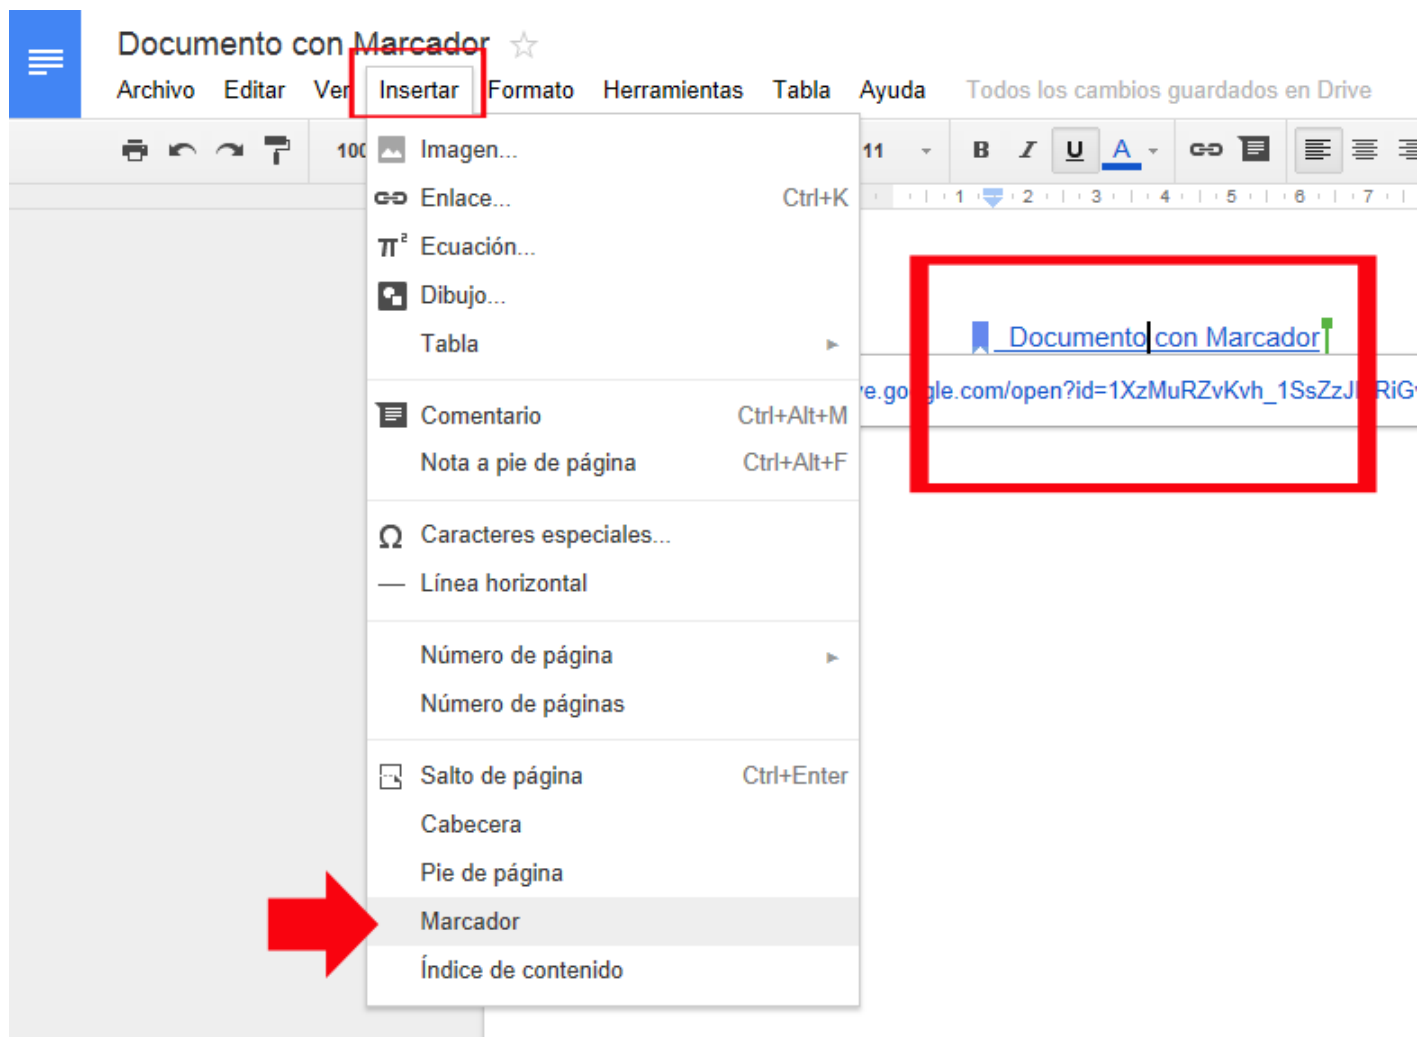 Documento con Marcador
Archivo Editar Ver Insertar Formato Herramientas Tabla Ayuda Todos los cambios guardados en Drive
100 11 B I U A
1 2 3 4 5 6 7
Imagen...
Enlace... Ctrl+K
π² Ecuación...
Dibujo...
Tabla
Comentario Ctrl+Alt+M
Nota a pie de página Ctrl+Alt+F
Ω Caracteres especiales...
Línea horizontal
Número de página
Número de páginas
Salto de página Ctrl+Enter
Cabecera
Pie de página
Marcador
Índice de contenido
Documento con Marcador